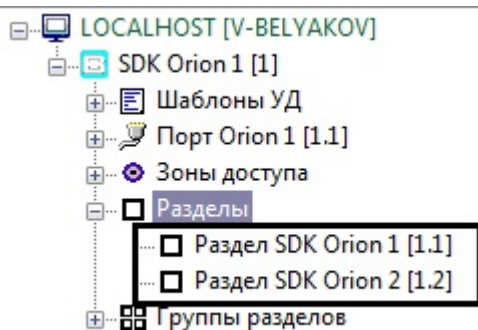 LOCALHOST [V-BELYAKOV]
SDK Orion 1 [1]
Шаблоны УД
Порт Orion 1 [1.1]
Зоны доступа
Разделы
Раздел SDK Orion 1 [1.1]
Раздел SDK Orion 2 [1.2]
Группы разделов